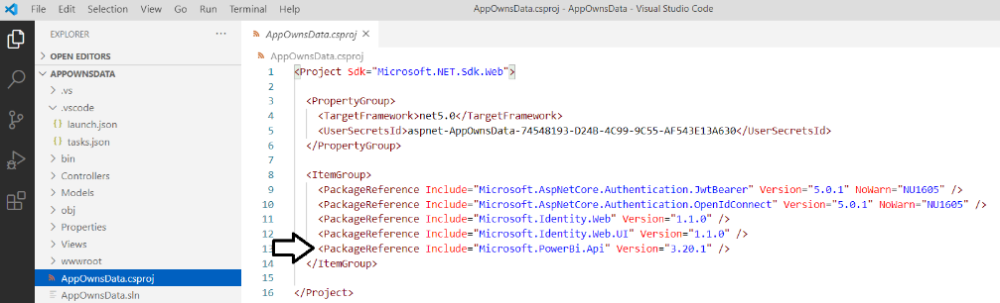 File Edit Selection View Go Run Terminal Help AppOwnsData.csproj - AppOwnsData - Visual Studio Code
EXPLORER ...
OPEN EDITORS
APPOWNSDATA
.vs
.vscode
{} launch.json
{} tasks.json
bin
Controllers
Models
obj
Properties
Views
wwwroot
AppOwnsData.csproj
AppOwnsData.sln
AppOwnsData.csproj
AppOwnsData.csproj
1 <Project Sdk="Microsoft.NET.Sdk.Web">
2
3 <PropertyGroup>
4 <TargetFramework>net5.0</TargetFramework>
5 <UserSecretsId>aspnet-AppOwnsData-74548193-D24B-4C99-9C55-AF543E13A630</UserSecretsId>
6 </PropertyGroup>
7
8 <ItemGroup>
9 <PackageReference Include="Microsoft.AspNetCore.Authentication.JwtBearer" Version="5.0.1" NoWarn="NU1605" />
10 <PackageReference Include="Microsoft.AspNetCore.Authentication.OpenIdConnect" Version="5.0.1" NoWarn="NU1605" />
11 <PackageReference Include="Microsoft.Identity.Web" Version="1.1.0" />
12 <PackageReference Include="Microsoft.Identity.Web.UI" Version="1.1.0" />
13 <PackageReference Include="Microsoft.PowerBi.Api" Version="3.20.1" />
14 </ItemGroup>
15
16 </Project>